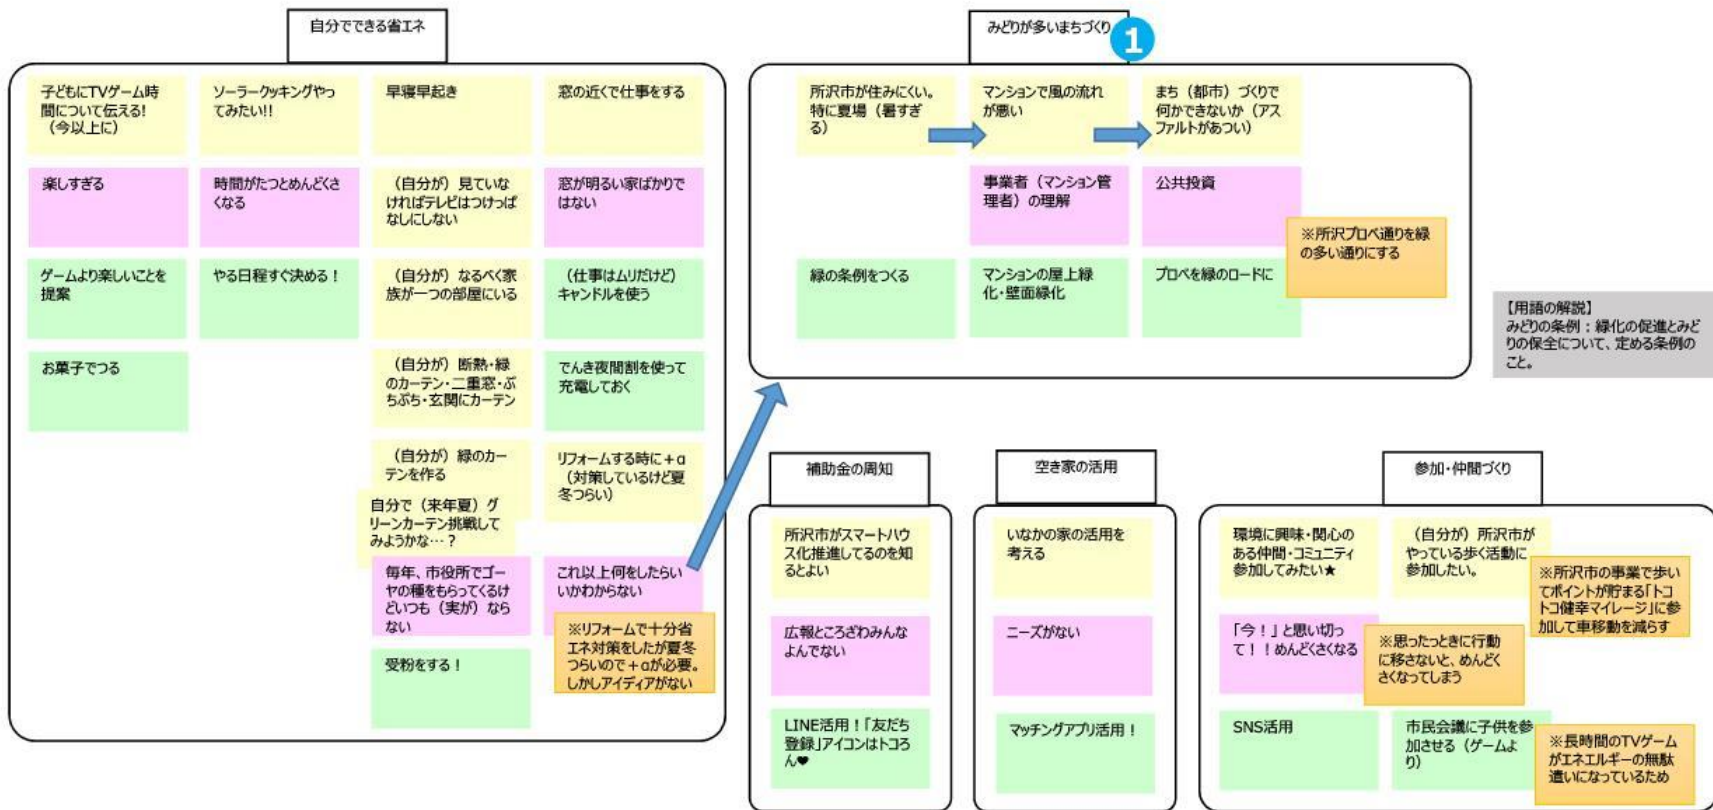 自分でできる省エネ
子どもにTVゲーム時
間について伝える!
（今以上に）
ソーラークッキングやっ
てみたい!!
早寝早起き
窓の近くで仕事をする
楽しすぎる
時間がたつとめんどくさ
くなる
（自分が）見ていな
ければテレビはつけっぱ
なしにしない
窓が明るい家ばかりで
はない
ゲームより楽しいことを
提案
やる日程すぐ決める！
（自分が）なるべく家
族が一つの部屋にいる
（仕事はムリだけど）
キャンドルを使う
お菓子でつる
（自分が）断熱・緑
のカーテン・二重窓・ぷ
ちぷち・玄関にカーテン
でんき夜間割を使って
充電しておく
（自分が）緑のカー
テンを作る
リフォームする時に＋α
（対策しているけど夏
冬つらい）
自分で（来年夏）グ
リーンカーテン挑戦して
みようかな…？
毎年、市役所でゴー
ヤの種をもらってくるけ
どいつも（実が）なら
ない
これ以上何をしたらい
いかわからない
※リフォームで十分省
エネ対策をしたが夏冬
つらいので＋αが必要。
しかしアイディアがない
受粉をする！
みどりが多いまちづくり
1
所沢市が住みにくい。
特に夏場（暑すぎ
る）
マンションで風の流れ
が悪い
まち（都市）づくりで
何かできないか（アス
ファルトがあつい）
事業者（マンション管
理者）の理解
公共投資
※所沢プロペ通りを緑
の多い通りにする
緑の条例をつくる
マンションの屋上緑
化・壁面緑化
プロペを緑のロードに
【用語の解説】
みどりの条例：緑化の促進とみど
りの保全について、定める条例の
こと。
補助金の周知
所沢市がスマートハウ
ス化推進してるのを知
るとよい
広報ところざわみんな
よんでない
LINE活用！「友だち
登録」アイコンはトコろ
ん♥
空き家の活用
いなかの家の活用を
考える
ニーズがない
マッチングアプリ活用！
参加・仲間づくり
環境に興味・関心の
ある仲間・コミュニティ
参加してみたい★
（自分が）所沢市が
やっている歩く活動に
参加したい。
※所沢市の事業で歩い
てポイントが貯まる「トコ
トコ健幸マイレージ」に参
加して車移動を減らす
「今！」と思い切っ
て！！めんどくさくなる
※思ったっときに行動
に移さないと、めんどく
さくなってしまう
SNS活用
市民会議に子供を参
加させる（ゲームよ
り）
※長時間のTVゲーム
がエネエルギーの無駄
遣いになっているため